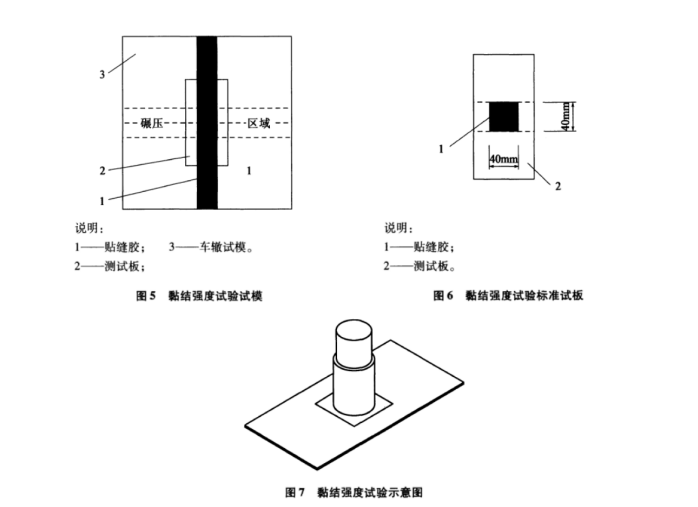 3
碾压 区域
2
1
1
说明：
1——贴缝胶； 3——车辙试模。
2——测试板；
图5 黏结强度试验试模
40mm
1
40mm
2
说明：
1——贴缝胶；
2——测试板。
图6 黏结强度试验标准试板
图7 黏结强度试验示意图